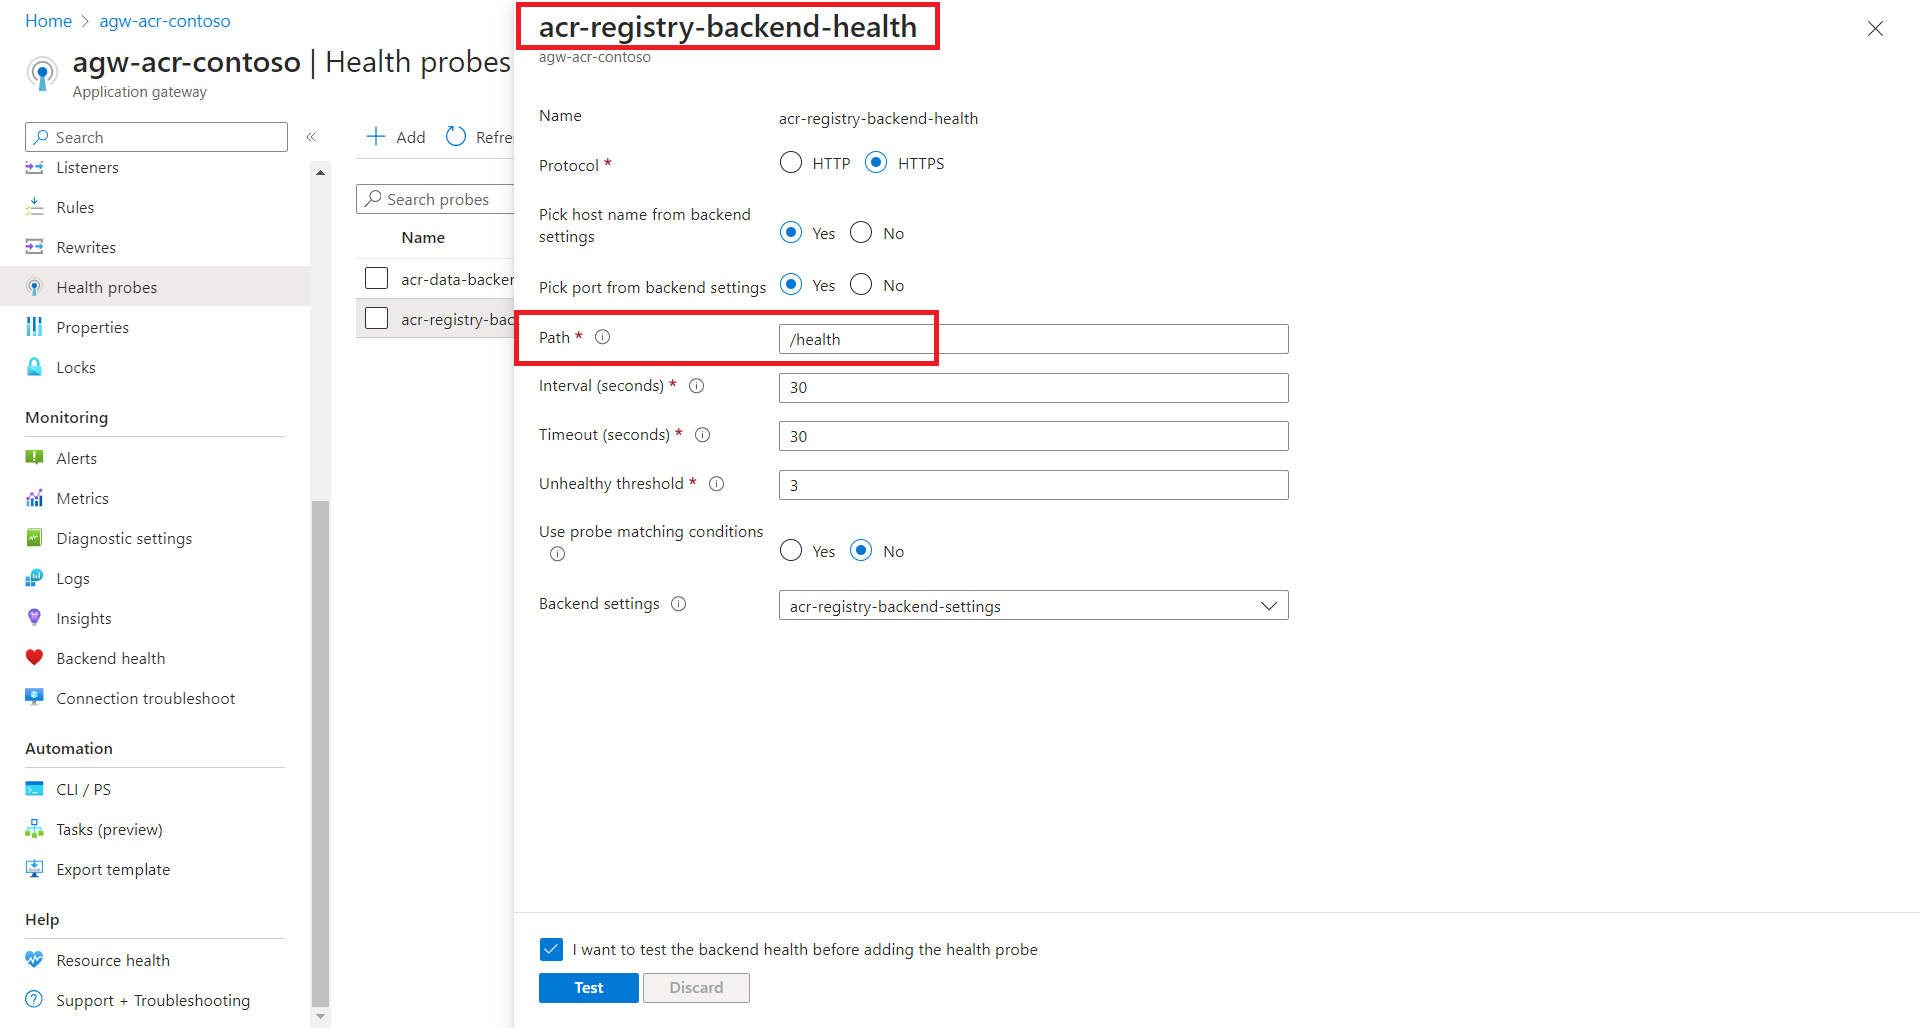 Home > agw-acr-contoso
agw-acr-contoso | Health probes
Application gateway
Search
«
Listeners
Rules
Rewrites
Health probes
Properties
Locks
Monitoring
Alerts
Metrics
Diagnostic settings
Logs
Insights
Backend health
Connection troubleshoot
Automation
CLI / PS
Tasks (preview)
Export template
Help
Resource health
Support + Troubleshooting
Add Refre
Search probes
Name
acr-data-backen
acr-registry-bac
acr-registry-backend-health
agw-acr-contoso
Name acr-registry-backend-health
Protocol * HTTP HTTPS
Pick host name from backend
settings Yes No
Pick port from backend settings Yes No
Path * /health
Interval (seconds) * 30
Timeout (seconds) * 30
Unhealthy threshold * 3
Use probe matching conditions
Yes No
Backend settings acr-registry-backend-settings
I want to test the backend health before adding the health probe
Test Discard